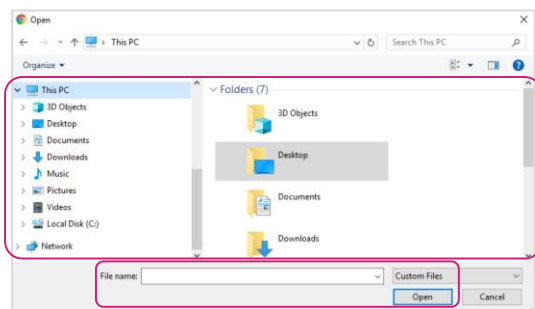 Open
This PC
Search This PC
Organize
This PC
3D Objects
Desktop
Documents
Downloads
Music
Pictures
Videos
Local Disk (C:)
Network
Folders (7)
3D Objects
Desktop
Documents
Downloads
File name:
Custom Files
Open
Cancel